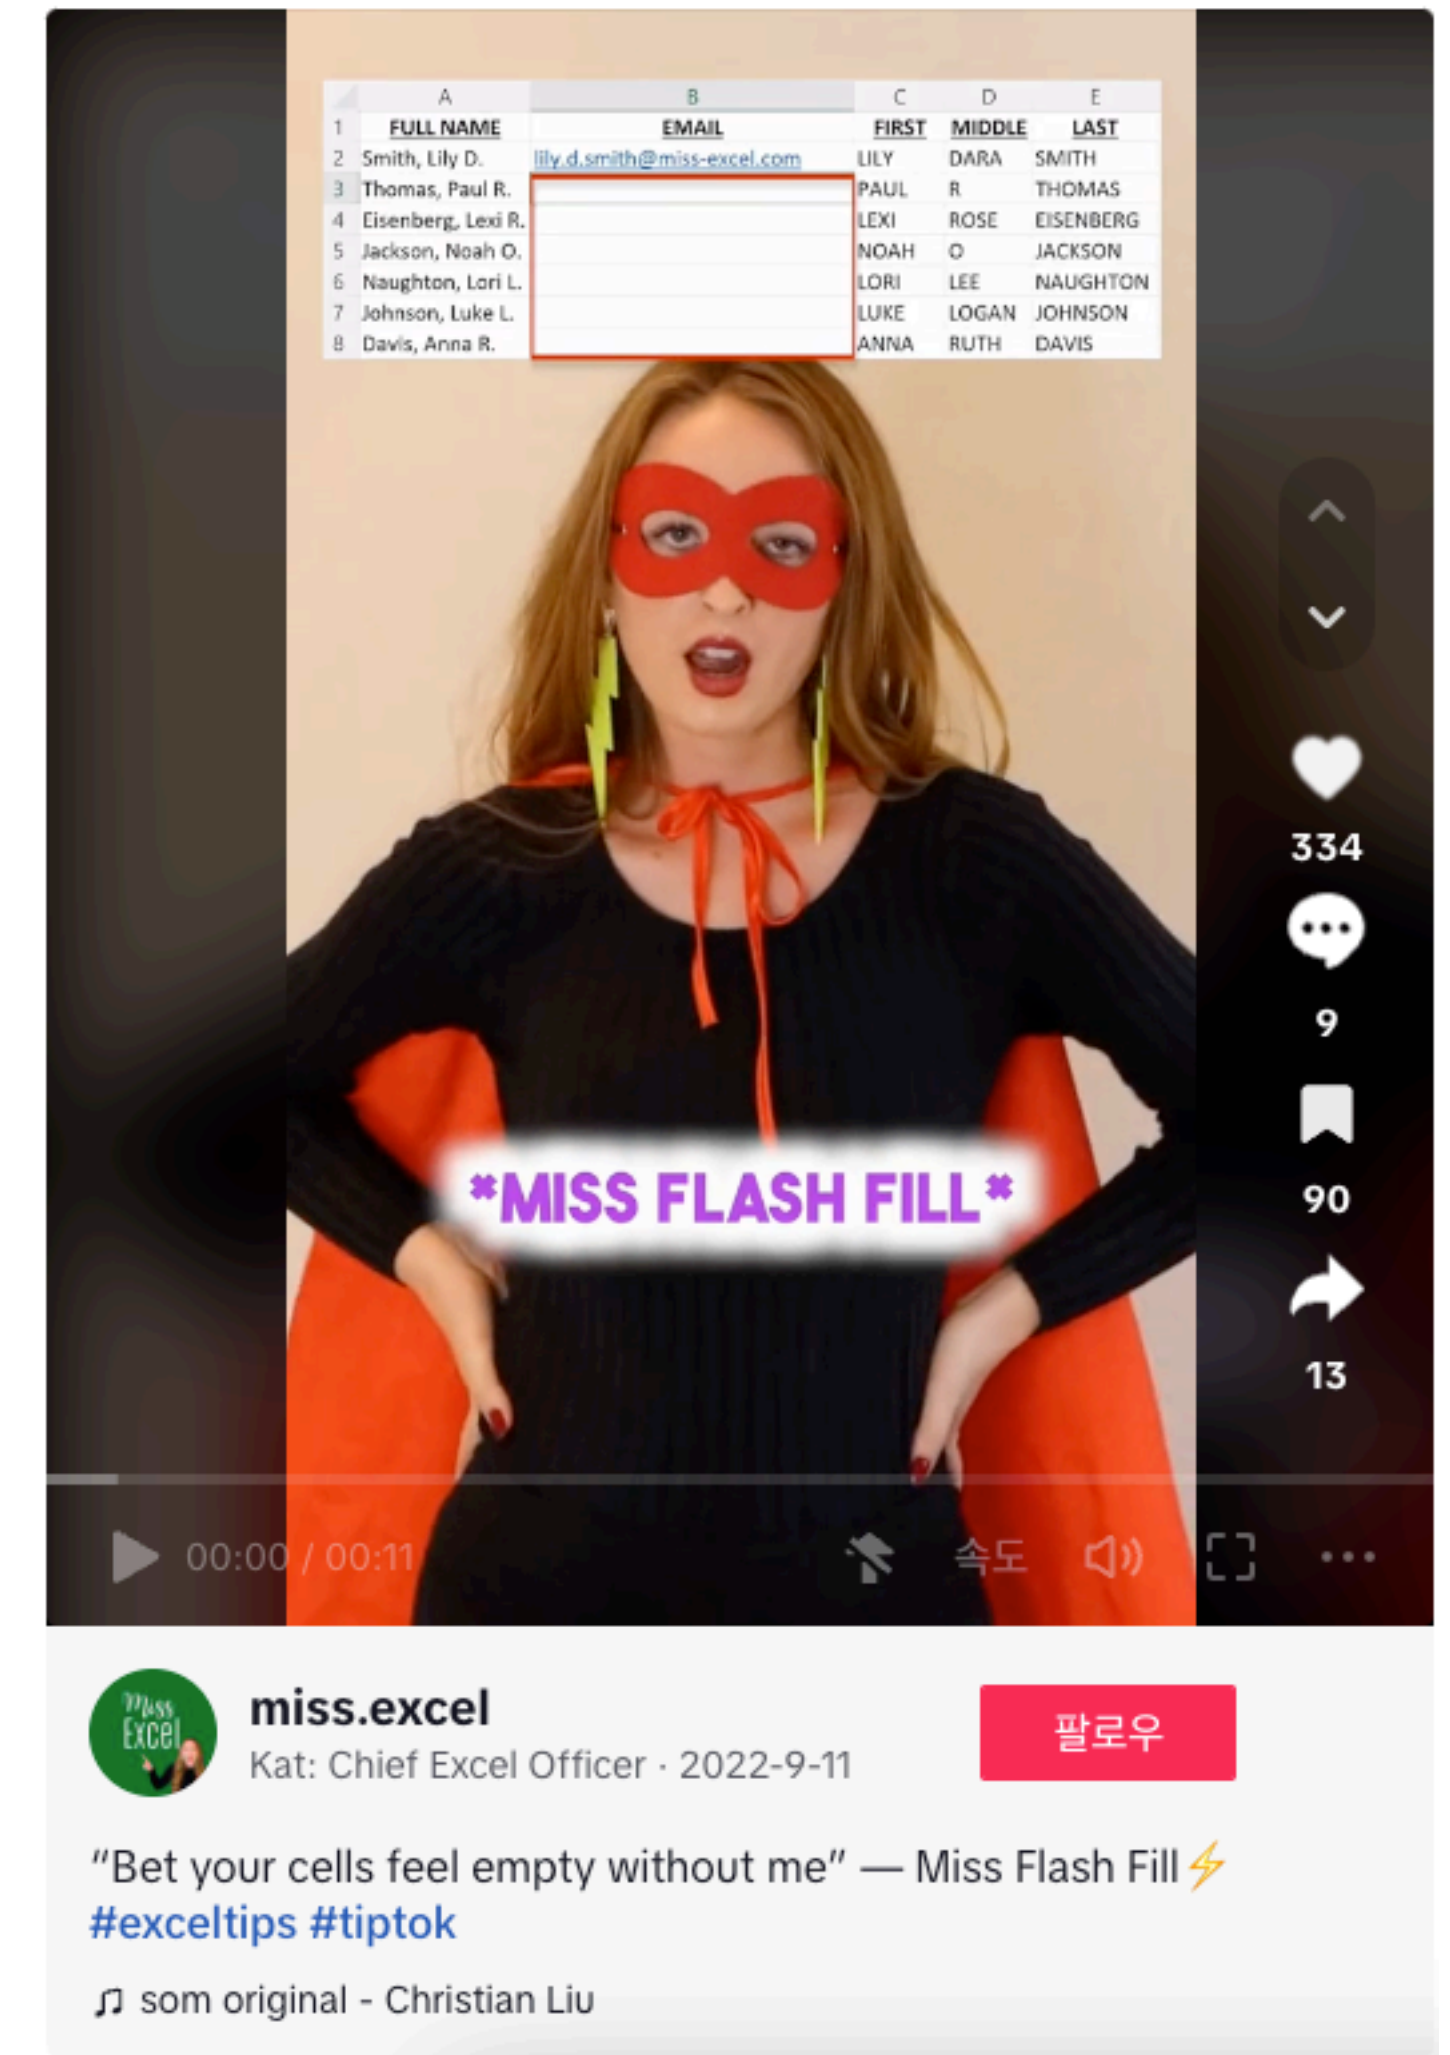 A B C D E
1 FULL NAME EMAIL FIRST MIDDLE LAST
2 Smith, Lily D. lily.d.smith@miss-excel.com LILY DARA SMITH
3 Thomas, Paul R. PAUL R THOMAS
4 Eisenberg, Lexi R. LEXI ROSE EISENBERG
5 Jackson, Noah O. NOAH O JACKSON
6 Naughton, Lori L. LORI LEE NAUGHTON
7 Johnson, Luke L. LUKE LOGAN JOHNSON
8 Davis, Anna R. ANNA RUTH DAVIS
334
9
*MISS FLASH FILL*
90
13
00:00 / 00:11 속도
Miss
Excel
miss.excel
Kat: Chief Excel Officer · 2022-9-11
팔로우
“Bet your cells feel empty without me” — Miss Flash Fill⚡
#exceltips #tiptok
♫ som original - Christian Liu